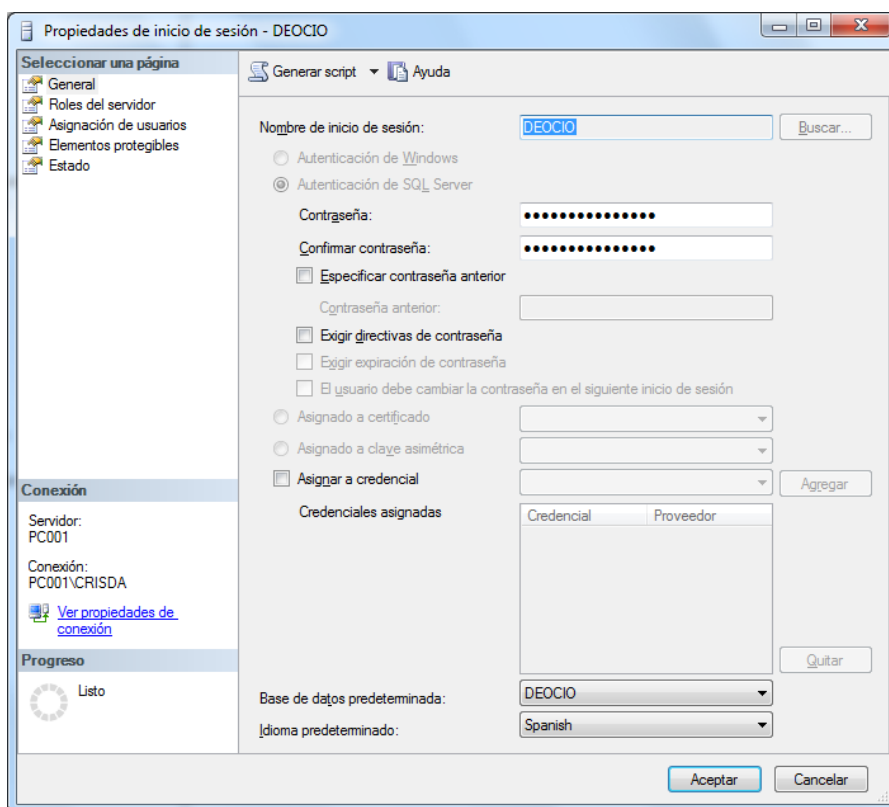 Propiedades de inicio de sesión - DEOCIO
Seleccionar una página
General
Roles del servidor
Asignación de usuarios
Elementos protegibles
Estado
Conexión
Servidor:
PC001
Conexión:
PC001\CRISDA
Ver propiedades de
conexión
Progreso
Listo
Generar script
Ayuda
Nombre de inicio de sesión: DEOCIO Buscar...
Autenticación de Windows
Autenticación de SQL Server
Contraseña: ●●●●●●●●●●●●●●●
Confirmar contraseña: ●●●●●●●●●●●●●●●
Especificar contraseña anterior
Contraseña anterior:
Exigir directivas de contraseña
Exigir expiración de contraseña
El usuario debe cambiar la contraseña en el siguiente inicio de sesión
Asignado a certificado
Asignado a clave asimétrica
Asignar a credencial Agregar
Credenciales asignadas Credencial Proveedor
Quitar
Base de datos predeterminada: DEOCIO
Idioma predeterminado: Spanish
Aceptar Cancelar